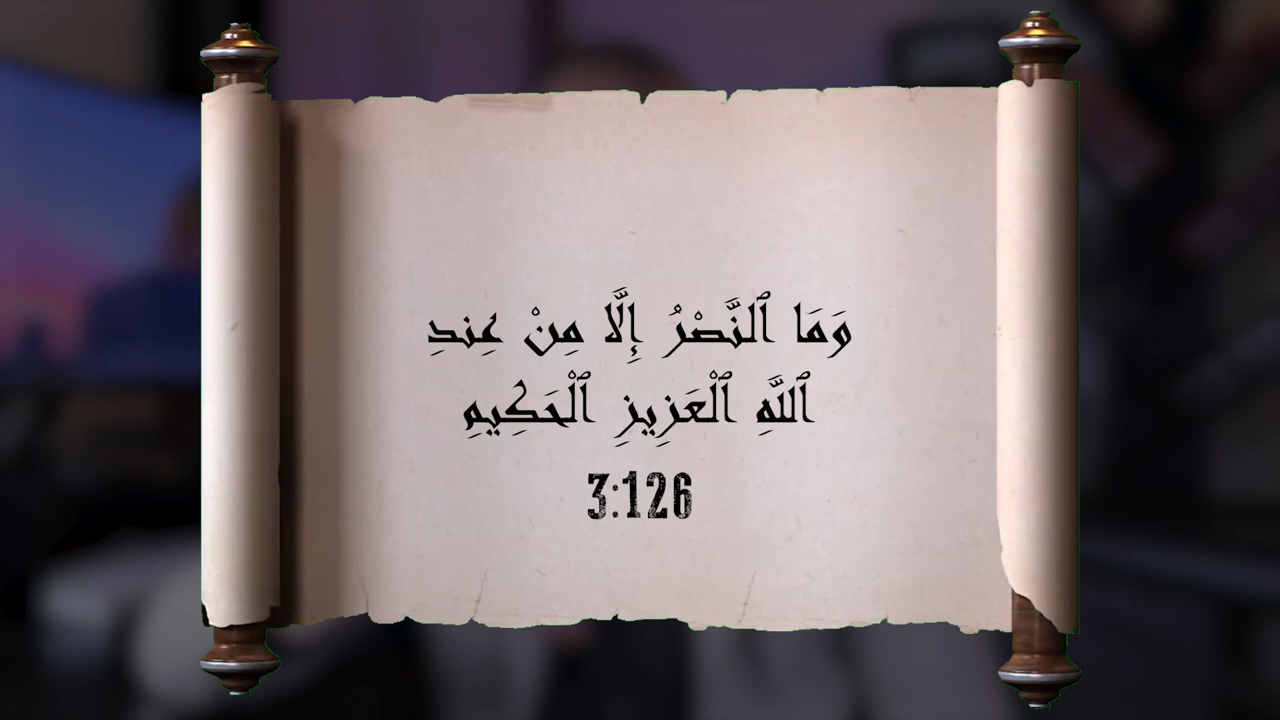 وَمَا ٱلنَّصْرُ إِلَّا مِنْ عِندِ
ٱللَّهِ ٱلْعَزِيزِ ٱلْحَكِيمِ
3:126